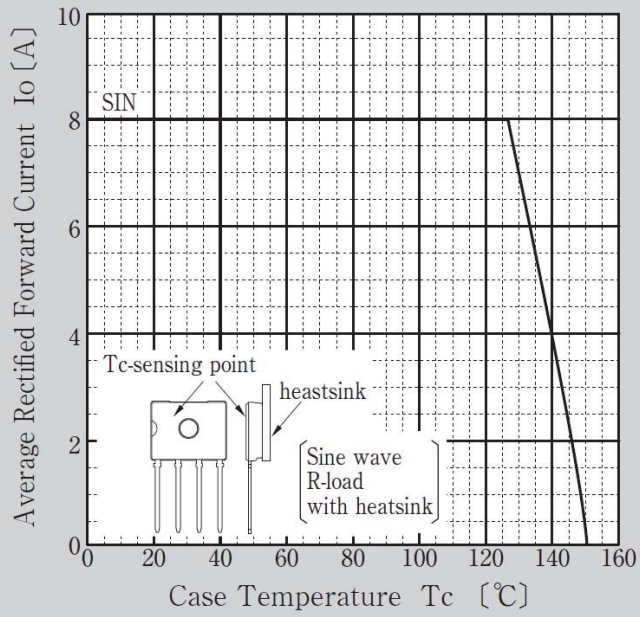 Average Rectified Forward Current Io〔A〕
10
8
6
4
2
0
SIN
Tc-sensing point
heastsink
Sine wave
R-load
with heatsink
0 20 40 60 80 100 120 140 160
Case Temperature Tc 〔℃〕